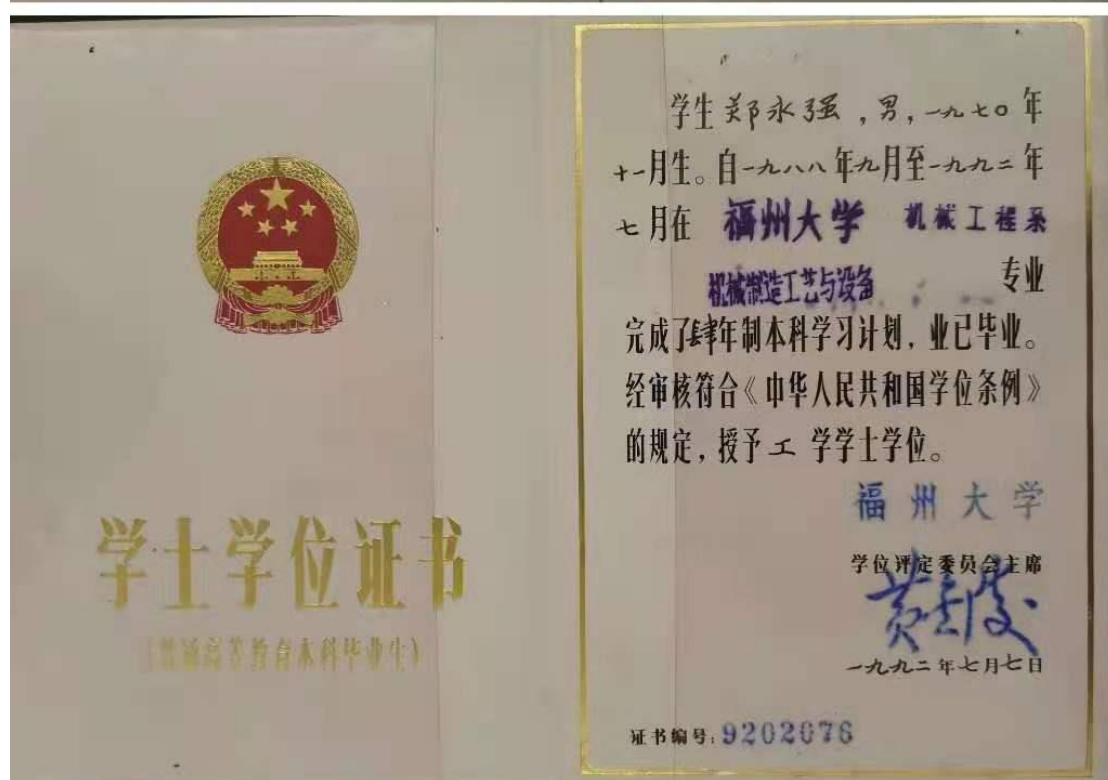 学士学位证书
(普通高等教育本科毕业生)
学生郑永强,男,一九七〇年
十一月生。自一九八八年九月至一九九二年
七月在 福州大学 机械工程系
机械制造工艺与设备 专业
完成了肆年制本科学习计划,业已毕业。
经审核符合《中华人民共和国学位条例》
的规定,授予工学学士学位。
福州大学
学位评定委员会主席
一九九二年七月七日
证书编号:9202076